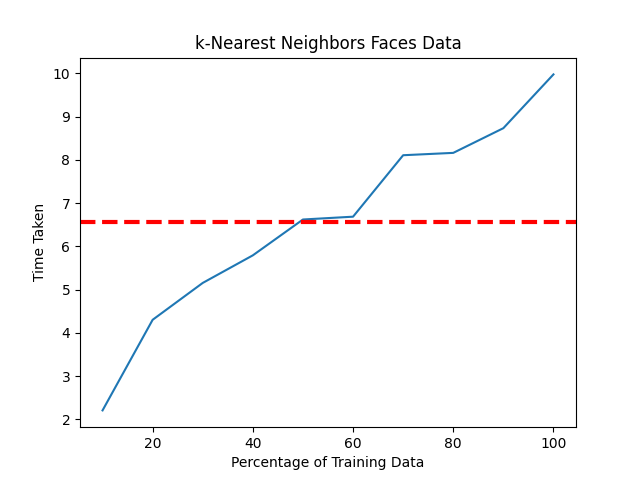 k-Nearest Neighbors Faces Data
10
9
8
7
6
5
4
3
2
Time Taken
20 40 60 80 100
Percentage of Training Data